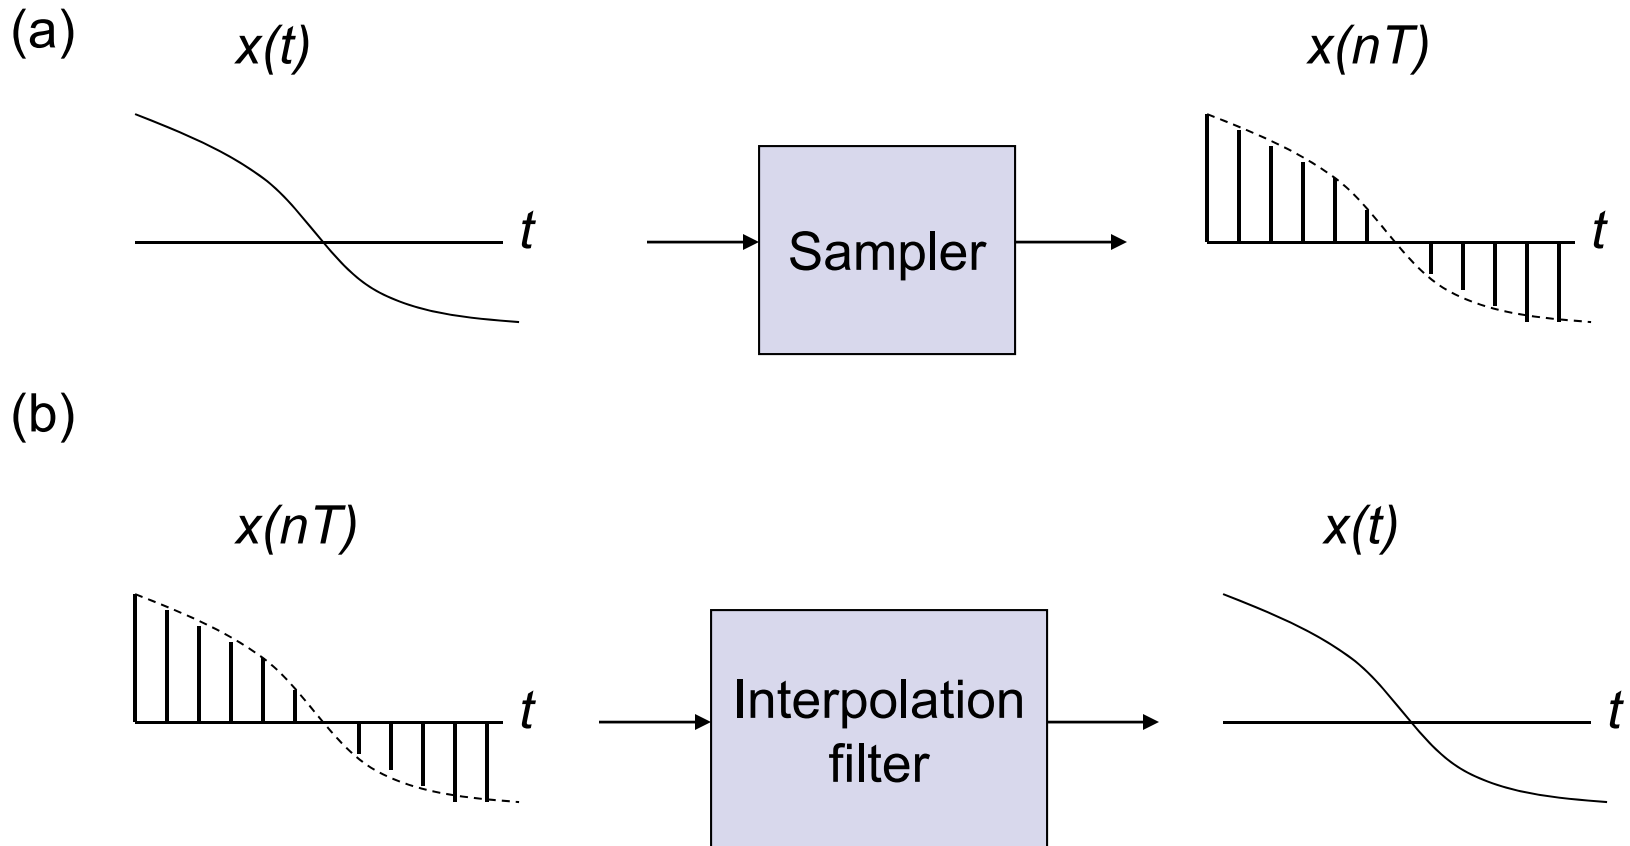 (a)
x(t)
x(nT)
t
Sampler
t
(b)
x(nT)
x(t)
t
Interpolation
filter
t